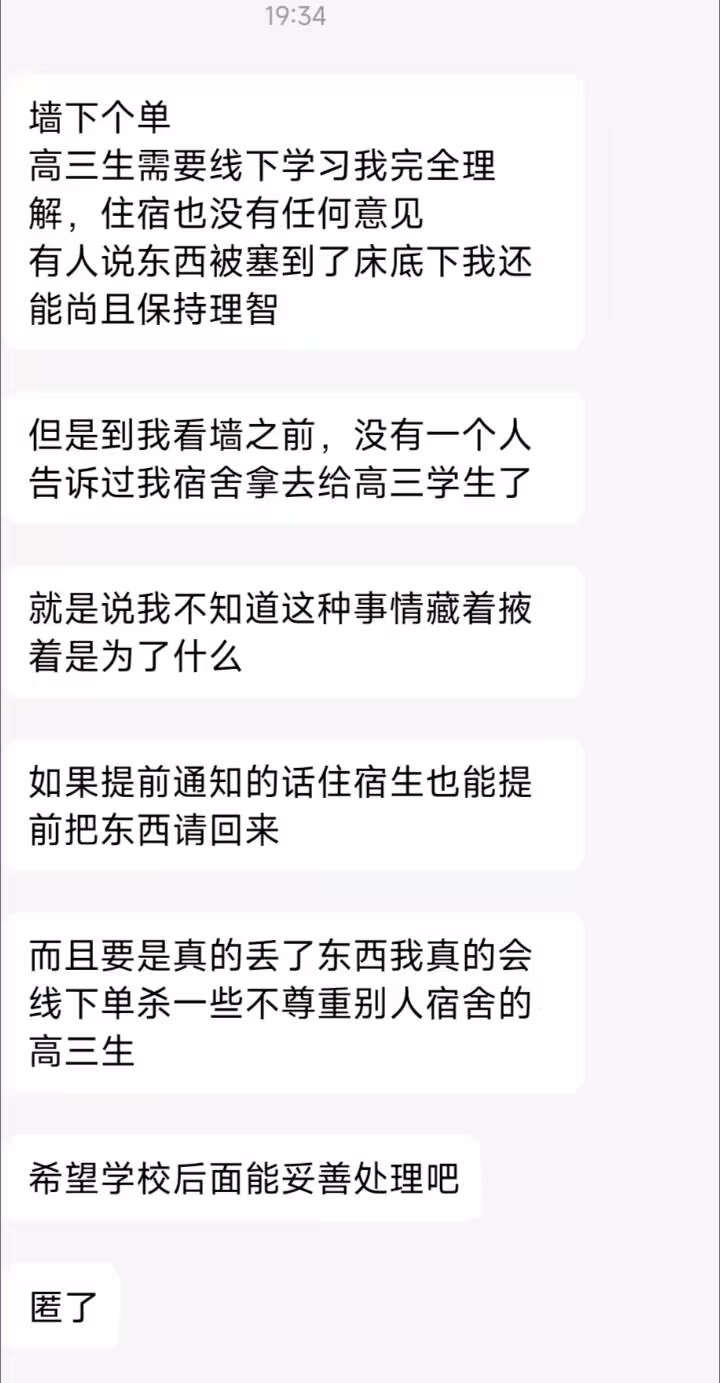 19:34
墙下个单
高三生需要线下学习我完全理
解，住宿也没有任何意见
有人说东西被塞到了床底下我还
能尚且保持理智
但是到我看墙之前，没有一个人
告诉过我宿舍拿去给高三学生了
就是说我不知道这种事情藏着掖
着是为了什么
如果提前通知的话住宿生也能提
前把东西请回来
而且要是真的丢了东西我真的会
线下单杀一些不尊重别人宿舍的
高三生
希望学校后面能妥善处理吧
匿了